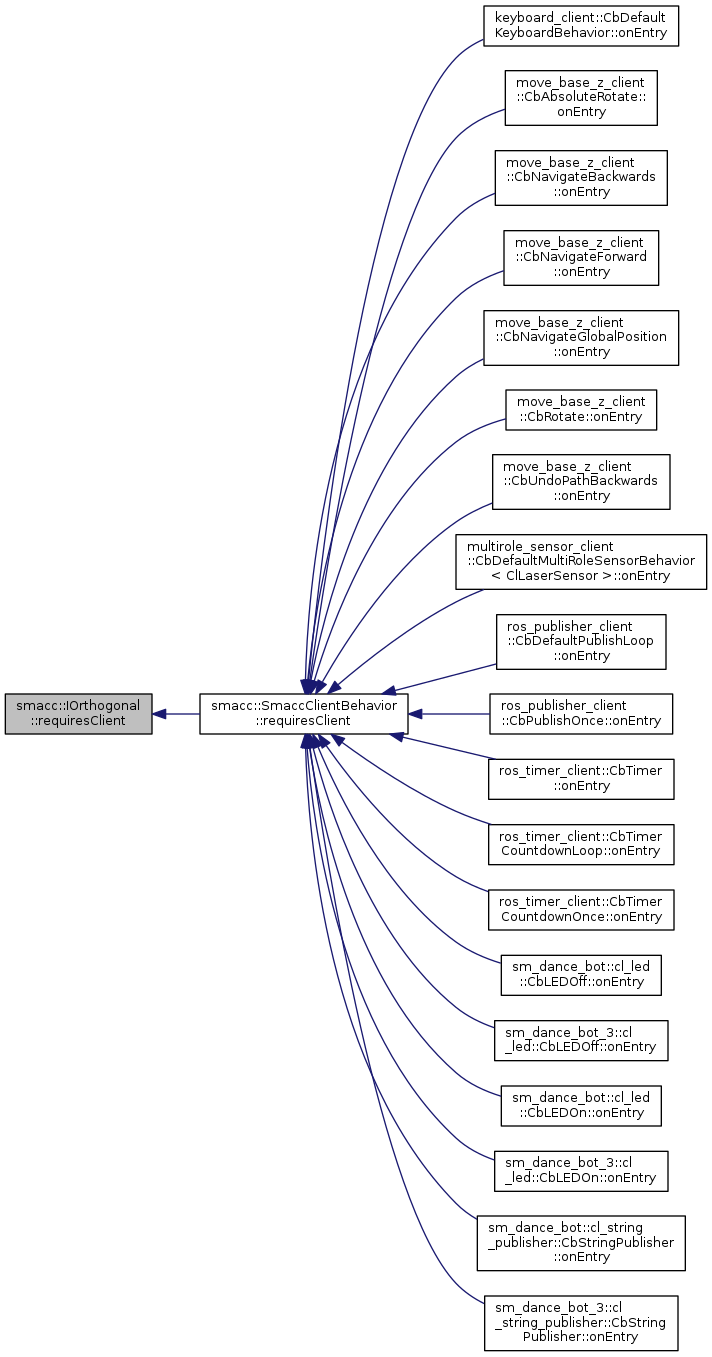 keyboard_client::CbDefault
KeyboardBehavior::onEntry
move_base_z_client
::CbAbsoluteRotate::
onEntry
move_base_z_client
::CbNavigateBackwards
::onEntry
move_base_z_client
::CbNavigateForward
::onEntry
move_base_z_client
::CbNavigateGlobalPosition
::onEntry
move_base_z_client
::CbRotate::onEntry
move_base_z_client
::CbUndoPathBackwards
::onEntry
multirole_sensor_client
::CbDefaultMultiRoleSensorBehavior
< ClLaserSensor >::onEntry
ros_publisher_client
::CbDefaultPublishLoop
::onEntry
smacc::IOrthogonal
::requiresClient
smacc::SmaccClientBehavior
::requiresClient
ros_publisher_client
::CbPublishOnce::onEntry
ros_timer_client::CbTimer
::onEntry
ros_timer_client::CbTimer
CountdownLoop::onEntry
ros_timer_client::CbTimer
CountdownOnce::onEntry
sm_dance_bot::cl_led
::CbLEDOff::onEntry
sm_dance_bot_3::cl
_led::CbLEDOff::onEntry
sm_dance_bot::cl_led
::CbLEDOn::onEntry
sm_dance_bot_3::cl
_led::CbLEDOn::onEntry
sm_dance_bot::cl_string
_publisher::CbStringPublisher
::onEntry
sm_dance_bot_3::cl
_string_publisher::CbString
Publisher::onEntry